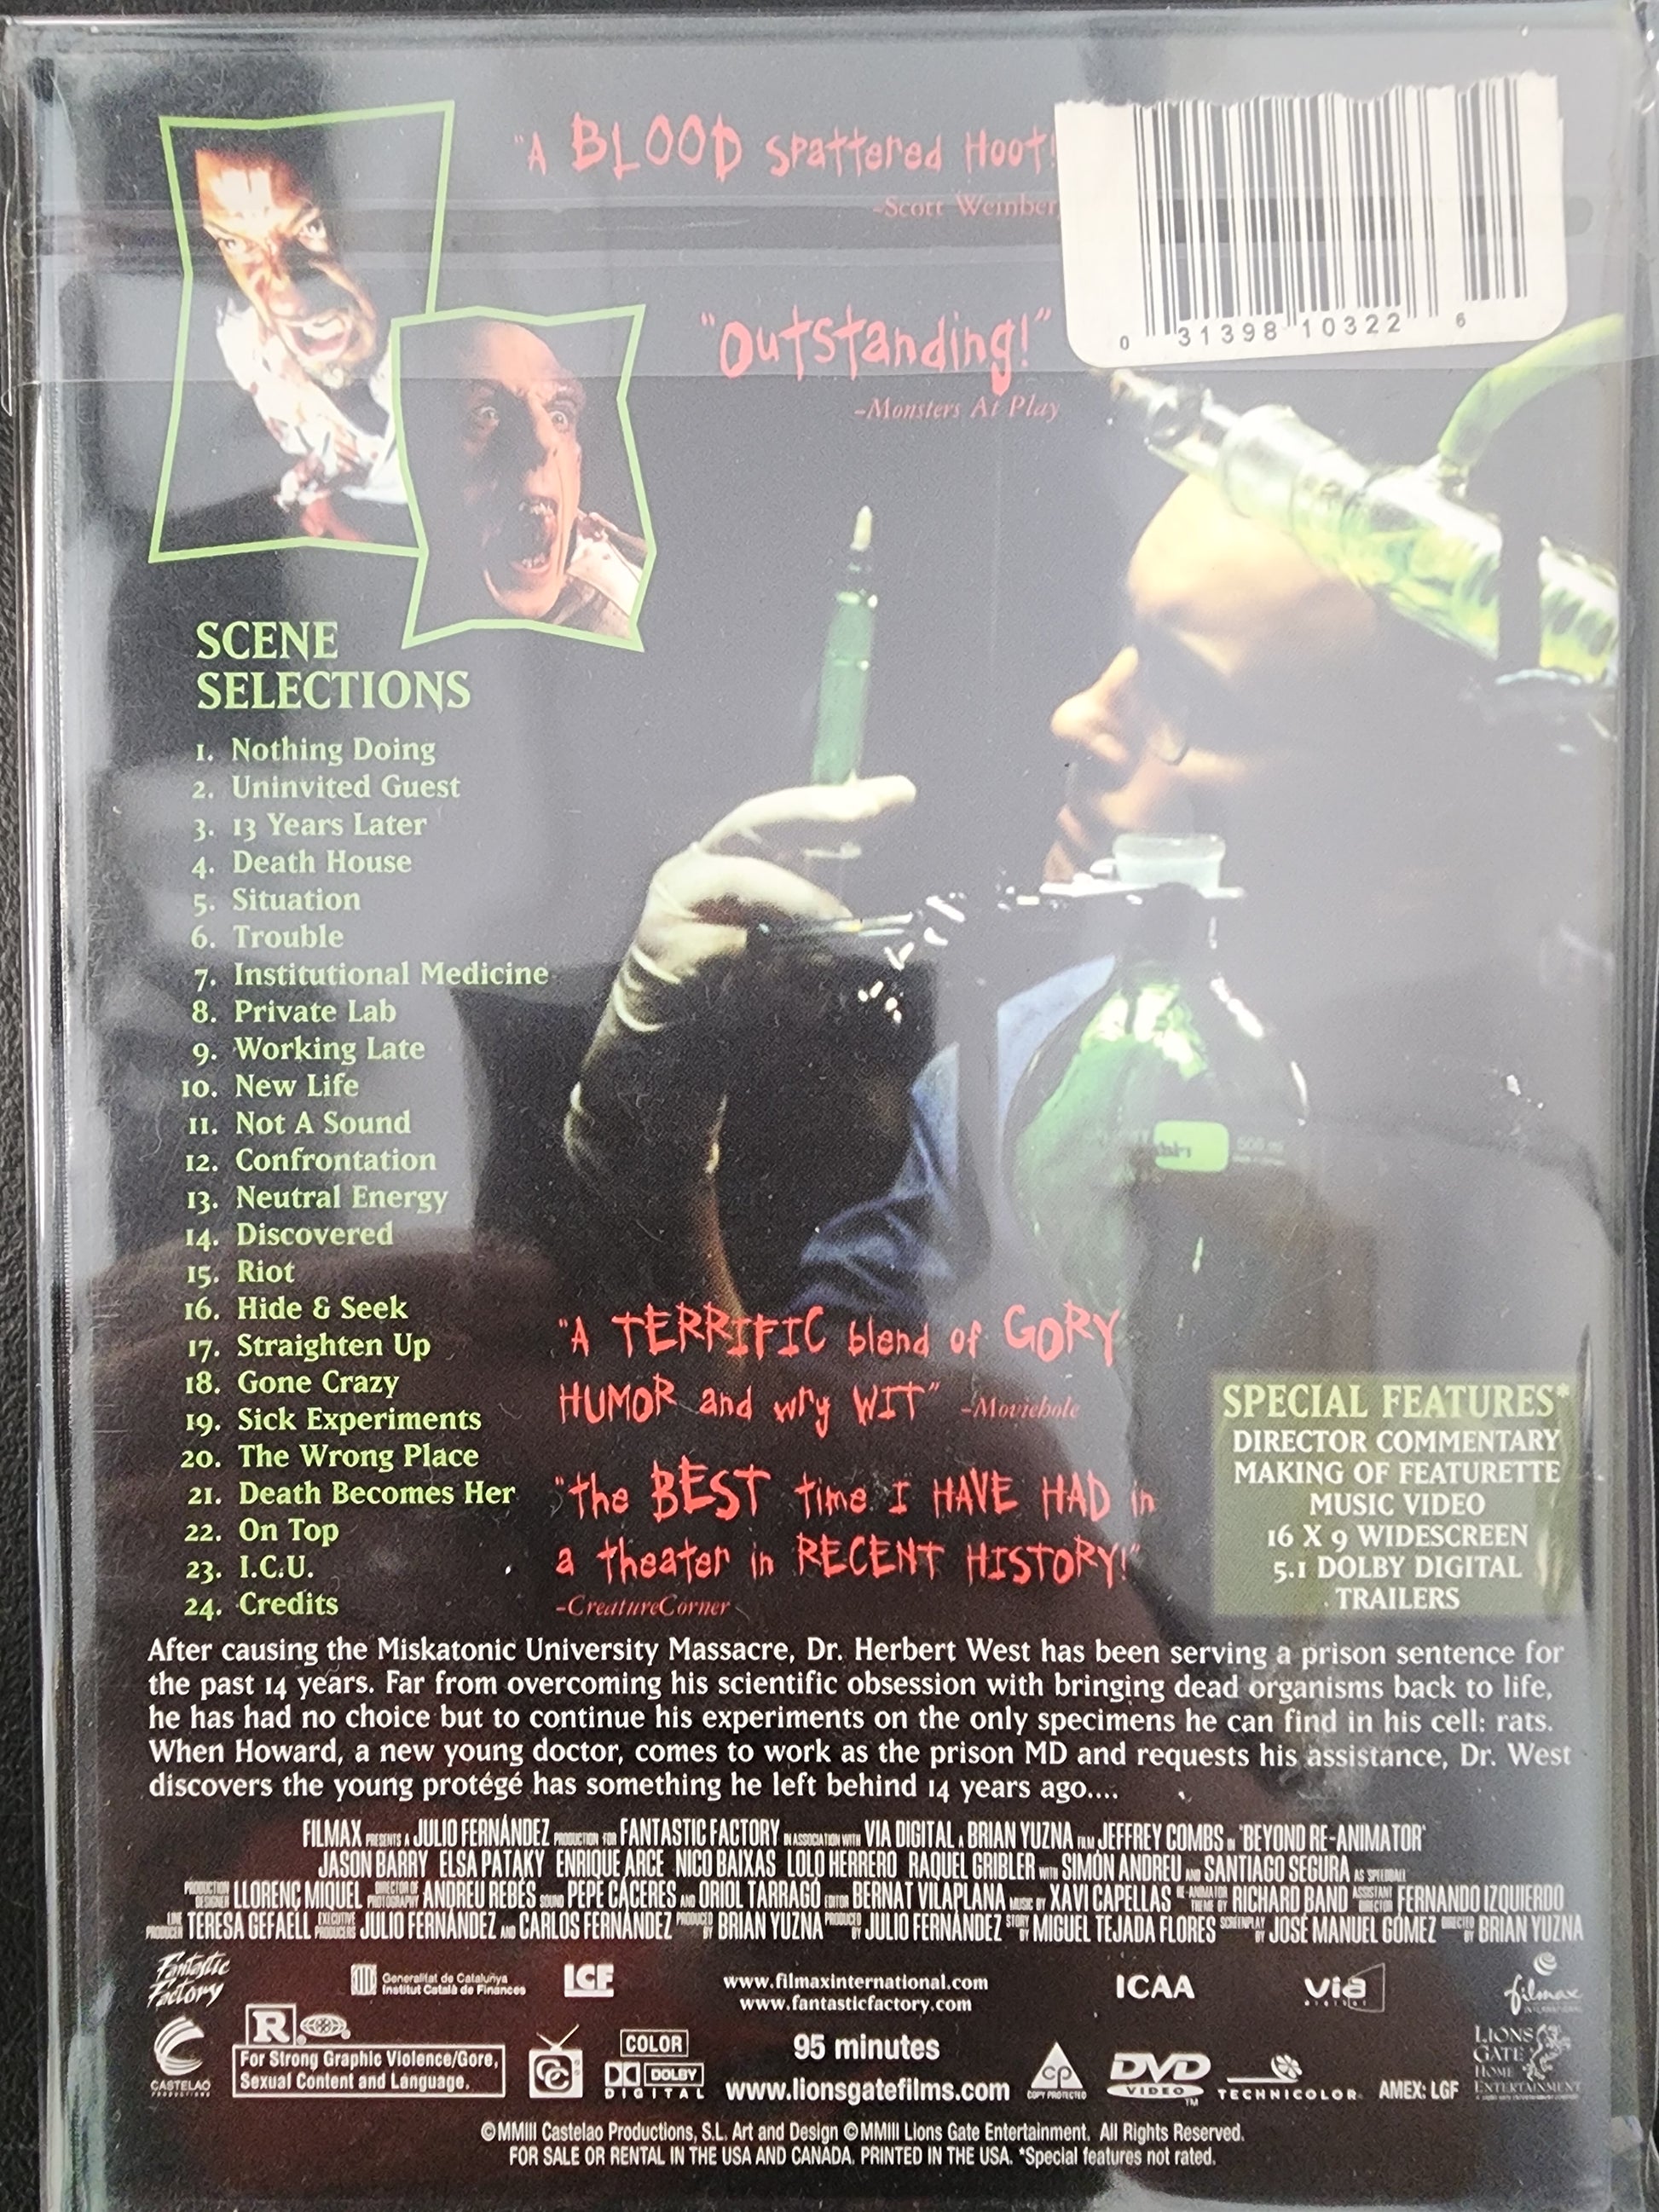 "A BLOOD spattered Hoot!
-Scott Weinber
0 31398 10322 6
"Outstanding!"
-Monsters At Play
SCENE
SELECTIONS
1. Nothing Doing
2. Uninvited Guest
3. 13 Years Later
4. Death House
5. Situation
6. Trouble
7. Institutional Medicine
8. Private Lab
9. Working Late
10. New Life
11. Not A Sound
12. Confrontation
13. Neutral Energy
14. Discovered
15. Riot
16. Hide & Seek
17. Straighten Up
18. Gone Crazy
19. Sick Experiments
20. The Wrong Place
21. Death Becomes Her
22. On Top
23. I.C.U.
24. Credits
"A TERRIFIC blend of GORY
HUMOR and wry WIT" -Moviehole
"the BEST time I HAVE HAD in
a theater in RECENT HISTORY!"
-CreatureCorner
SPECIAL FEATURES*
DIRECTOR COMMENTARY
MAKING OF FEATURETTE
MUSIC VIDEO
16 X 9 WIDESCREEN
5.1 DOLBY DIGITAL
TRAILERS
After causing the Miskatonic University Massacre, Dr. Herbert West has been serving a prison sentence for
the past 14 years. Far from overcoming his scientific obsession with bringing dead organisms back to life,
he has had no choice but to continue his experiments on the only specimens he can find in his cell: rats.
When Howard, a new young doctor, comes to work as the prison MD and requests his assistance, Dr. West
discovers the young protégé has something he left behind 14 years ago....
FILMAX PRESENTS A JULIO FERNÁNDEZ PRODUCTION FOR FANTASTIC FACTORY IN ASSOCIATION WITH VIA DIGITAL A BRIAN YUZNA FILM JEFFREY COMBS IN 'BEYOND RE-ANIMATOR'
JASON BARRY ELSA PATAKY ENRIQUE ARCE NICO BAIXAS LOLO HERRERO RAQUEL GRIBLER WITH SIMÓN ANDREU AND SANTIAGO SEGURA AS SPEEDBALL
PRODUCTION DESIGNER LLORENÇ MIQUEL DIRECTOR OF PHOTOGRAPHY ANDREU REBÉS SOUND PEPE CÁCERES AND ORIOL TARRAGÓ EDITOR BERNAT VILAPLANA MUSIC BY XAVI CAPELLAS RE-ANIMATOR THEME BY RICHARD BAND ASSISTANT DIRECTOR FERNANDO IZQUIERDO
LINE PRODUCER TERESA GEFAELL EXECUTIVE PRODUCERS JULIO FERNÁNDEZ AND CARLOS FERNÁNDEZ PRODUCED BY BRIAN YUZNA PRODUCED BY JULIO FERNÁNDEZ STORY BY MIGUEL TEJADA FLORES SCREENPLAY BY JOSÉ MANUEL GÓMEZ DIRECTED BY BRIAN YUZNA
Fantastic Factory
Generalitat de Catalunya
Institut Català de Finances
ICF
www.filmaxinternational.com
www.fantasticfactory.com
ICAA
Via
DIGITAL
filmax
INTERNATIONAL
CASTELAO
PRODUCTIONS
R
For Strong Graphic Violence/Gore,
Sexual Content and Language.
CC
COLOR
DOLBY
DIGITAL
95 minutes
www.lionsgatefilms.com
CP
COPY PROTECTED
DVD
VIDEO
TM
TECHNICOLOR
AMEX: LGF
LIONS
GATE
HOME
ENTERTAINMENT
©MMIII Castelao Productions, S.L. Art and Design ©MMIII Lions Gate Entertainment. All Rights Reserved.
FOR SALE OR RENTAL IN THE USA AND CANADA. PRINTED IN THE USA. *Special features not rated.